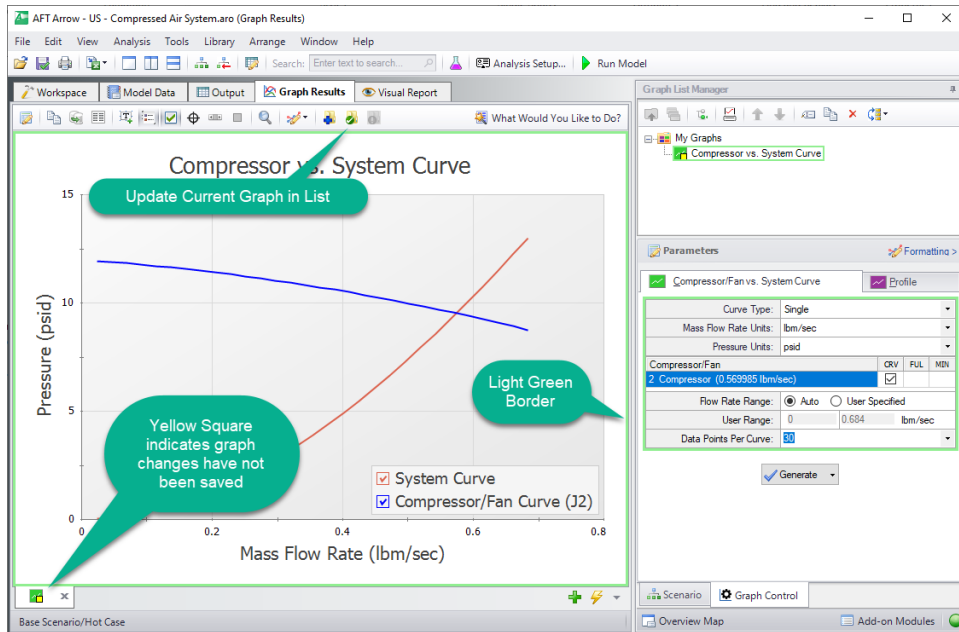 AFT Arrow - US - Compressed Air System.aro (Graph Results)
File Edit View Analysis Tools Library Arrange Window Help
Search: Enter text to search... Analysis Setup... Run Model
Workspace Model Data Output Graph Results Visual Report
What Would You Like to Do?
Compressor vs. System Curve
Update Current Graph in List
15
10
5
0
Pressure (psid)
Light Green
Border
Yellow Square
indicates graph
changes have not
been saved
System Curve
Compressor/Fan Curve (J2)
0 0.2 0.4 0.6 0.8
Mass Flow Rate (lbm/sec)
Base Scenario/Hot Case
Graph List Manager
My Graphs
Compressor vs. System Curve
Parameters Formatting >
Compressor/Fan vs. System Curve Profile
Curve Type: Single
Mass Flow Rate Units: lbm/sec
Pressure Units: psid
Compressor/Fan CRV FUL MIN
2 Compressor (0.569985 lbm/sec)
Flow Rate Range: Auto User Specified
User Range: 0 0.684 lbm/sec
Data Points Per Curve: 30
Generate
Scenario Graph Control
Overview Map Add-on Modules